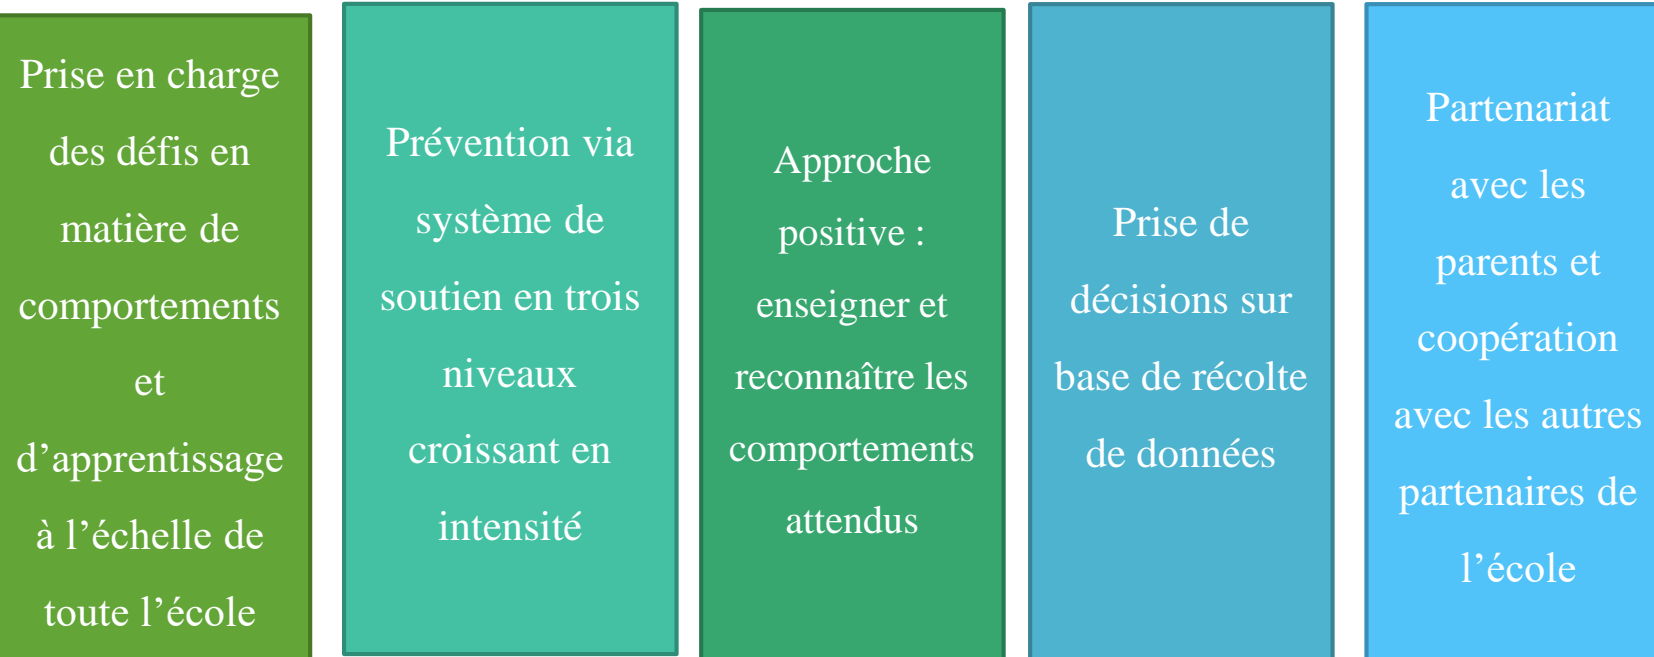 Prise en charge
des défis en
matière de
comportements
et
d’apprentissage
à l’échelle de
toute l’école
Prévention via
système de
soutien en trois
niveaux
croissant en
intensité
Approche
positive :
enseigner et
reconnaître les
comportements
attendus
Prise de
décisions sur
base de récolte
de données
Partenariat
avec les
parents et
coopération
avec les autres
partenaires de
l’école